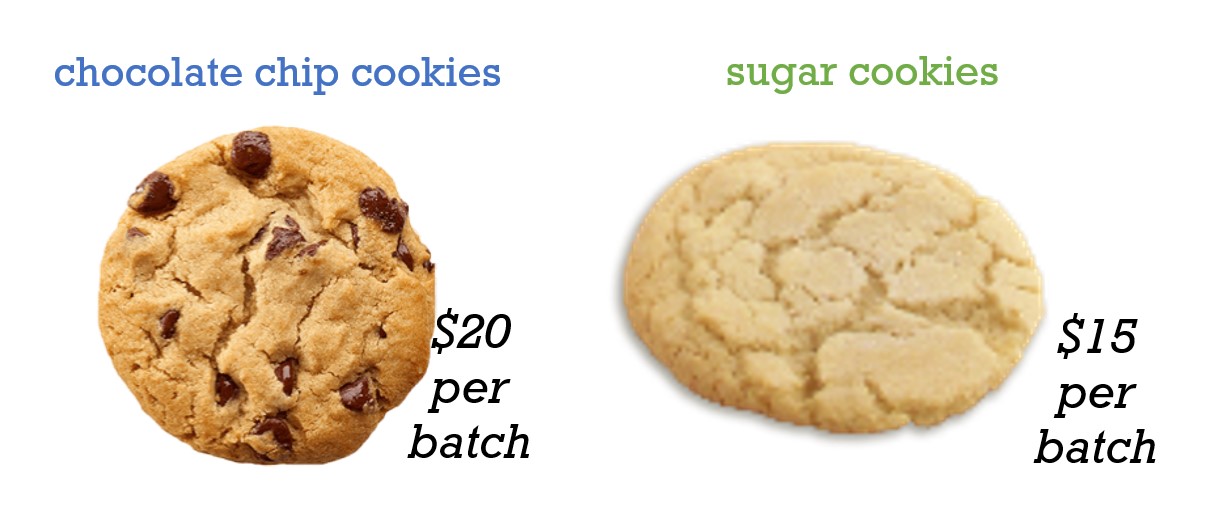 chocolate chip cookies
sugar cookies
$20
per
batch
$15
per
batch